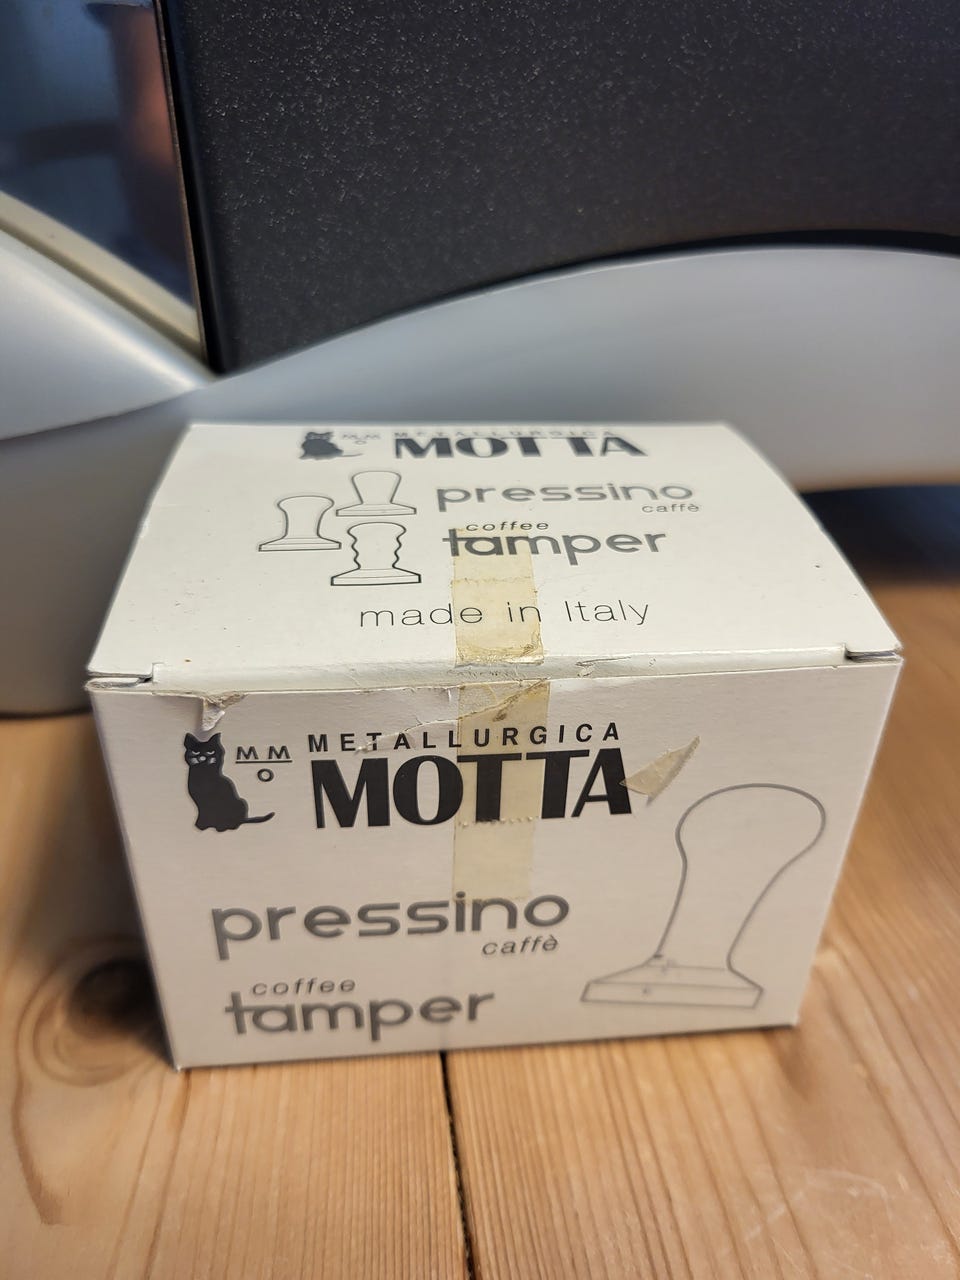 MM
O
METALLURGICA
MOTTA
pressino
caffè
coffee
tamper
made in Italy
MM
O
METALLURGICA
MOTTA
pressino
caffè
coffee
tamper